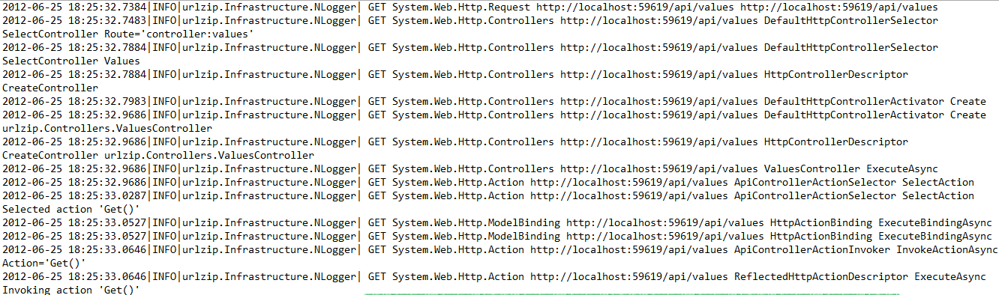 2012-06-25 18:25:32.7384|INFO|urlzip.Infrastructure.NLogger| GET System.Web.Http.Request http://localhost:59619/api/values http://localhost:59619/api/values
2012-06-25 18:25:32.7483|INFO|urlzip.Infrastructure.NLogger| GET System.Web.Http.Controllers http://localhost:59619/api/values DefaultHttpControllerSelector
SelectController Route='controller:values'
2012-06-25 18:25:32.7884|INFO|urlzip.Infrastructure.NLogger| GET System.Web.Http.Controllers http://localhost:59619/api/values DefaultHttpControllerSelector
SelectController Values
2012-06-25 18:25:32.7884|INFO|urlzip.Infrastructure.NLogger| GET System.Web.Http.Controllers http://localhost:59619/api/values HttpControllerDescriptor
CreateController
2012-06-25 18:25:32.7983|INFO|urlzip.Infrastructure.NLogger| GET System.Web.Http.Controllers http://localhost:59619/api/values DefaultHttpControllerActivator Create
2012-06-25 18:25:32.9686|INFO|urlzip.Infrastructure.NLogger| GET System.Web.Http.Controllers http://localhost:59619/api/values DefaultHttpControllerActivator Create
urlzip.Controllers.ValuesController
2012-06-25 18:25:32.9686|INFO|urlzip.Infrastructure.NLogger| GET System.Web.Http.Controllers http://localhost:59619/api/values HttpControllerDescriptor
CreateController urlzip.Controllers.ValuesController
2012-06-25 18:25:32.9686|INFO|urlzip.Infrastructure.NLogger| GET System.Web.Http.Controllers http://localhost:59619/api/values ValuesController ExecuteAsync
2012-06-25 18:25:32.9686|INFO|urlzip.Infrastructure.NLogger| GET System.Web.Http.Action http://localhost:59619/api/values ApiControllerActionSelector SelectAction
2012-06-25 18:25:33.0287|INFO|urlzip.Infrastructure.NLogger| GET System.Web.Http.Action http://localhost:59619/api/values ApiControllerActionSelector SelectAction
Selected action 'Get()'
2012-06-25 18:25:33.0527|INFO|urlzip.Infrastructure.NLogger| GET System.Web.Http.ModelBinding http://localhost:59619/api/values HttpActionBinding ExecuteBindingAsync
2012-06-25 18:25:33.0527|INFO|urlzip.Infrastructure.NLogger| GET System.Web.Http.ModelBinding http://localhost:59619/api/values HttpActionBinding ExecuteBindingAsync
2012-06-25 18:25:33.0646|INFO|urlzip.Infrastructure.NLogger| GET System.Web.Http.Action http://localhost:59619/api/values ApiControllerActionInvoker InvokeActionAsync
Action='Get()'
2012-06-25 18:25:33.0646|INFO|urlzip.Infrastructure.NLogger| GET System.Web.Http.Action http://localhost:59619/api/values ReflectedHttpActionDescriptor ExecuteAsync
Invoking action 'Get()'